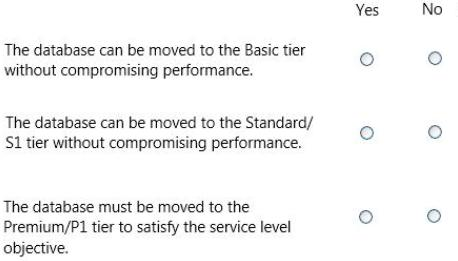 Yes No
The database can be moved to the Basic tier
without compromising performance.
The database can be moved to the Standard/
S1 tier without compromising performance.
The database must be moved to the
Premium/P1 tier to satisfy the service level
objective.